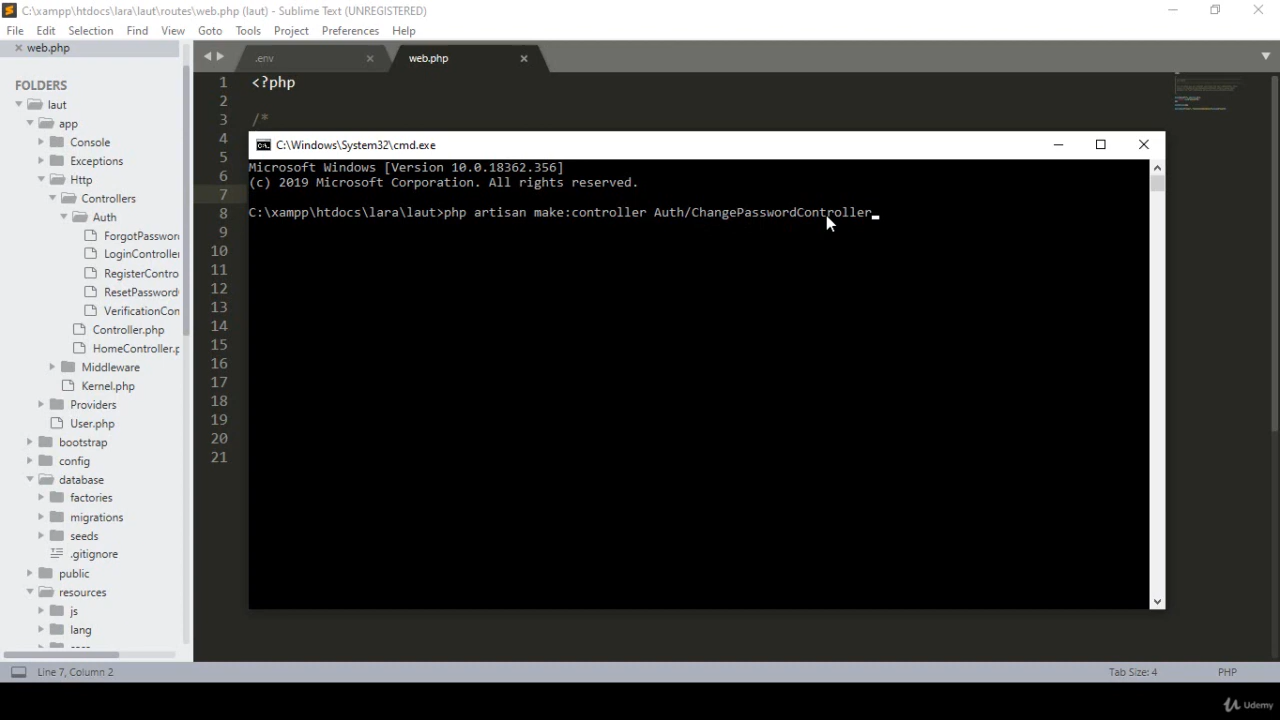 C:\xampp\htdocs\lara\laut\routes\web.php (laut) - Sublime Text (UNREGISTERED)
File Edit Selection Find View Goto Tools Project Preferences Help
web.php
.env
web.php
FOLDERS
laut
app
Console
Exceptions
Http
Controllers
Auth
ForgotPassword
LoginController
RegisterContro
ResetPassword
VerificationCon
Controller.php
HomeController.p
Middleware
Kernel.php
Providers
User.php
bootstrap
config
database
factories
migrations
seeds
.gitignore
public
resources
js
lang
1 <?php
2
3 /*
4
5
6
7
8
9
10
11
12
13
14
15
16
17
18
19
20
21
C:\Windows\System32\cmd.exe
Microsoft Windows [Version 10.0.18362.356]
(c) 2019 Microsoft Corporation. All rights reserved.
C:\xampp\htdocs\lara\laut>php artisan make:controller Auth/ChangePasswordController
Line 7, Column 2
Tab Size: 4
PHP
Udemy